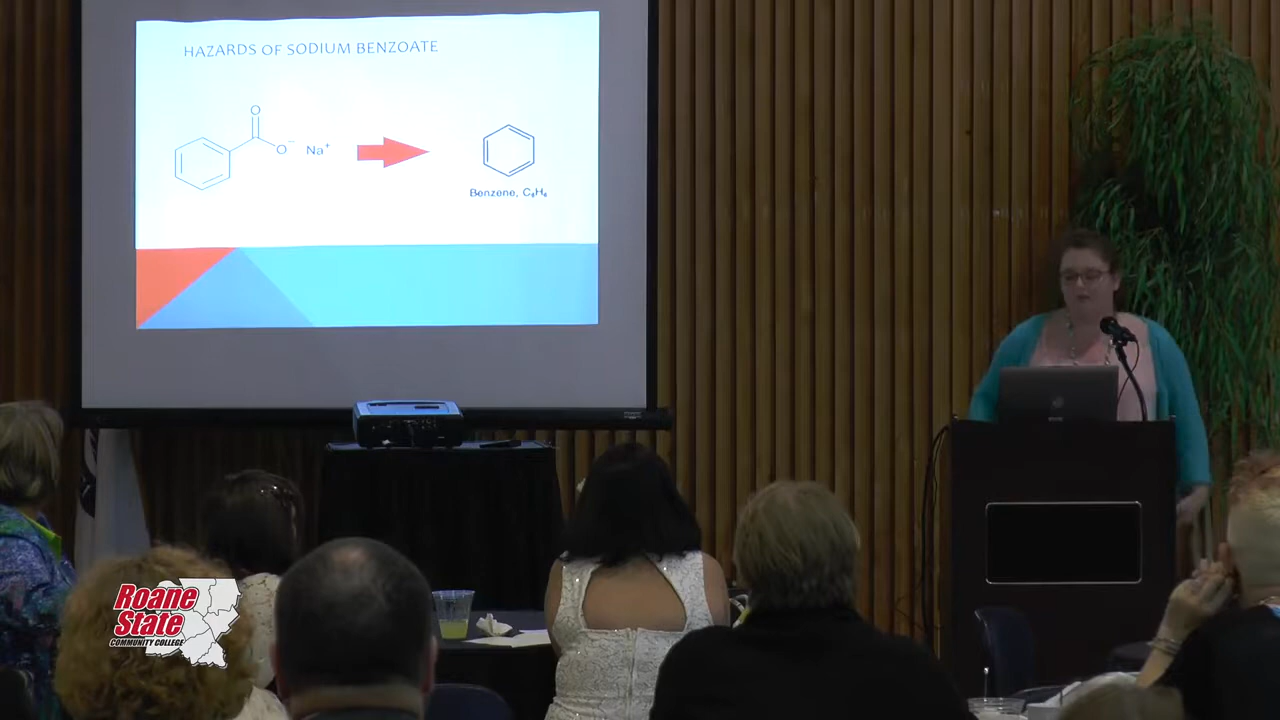 HAZARDS OF SODIUM BENZOATE
O
O⁻ Na⁺
Benzene, C₆H₆
Roane
State
COMMUNITY COLLEGE